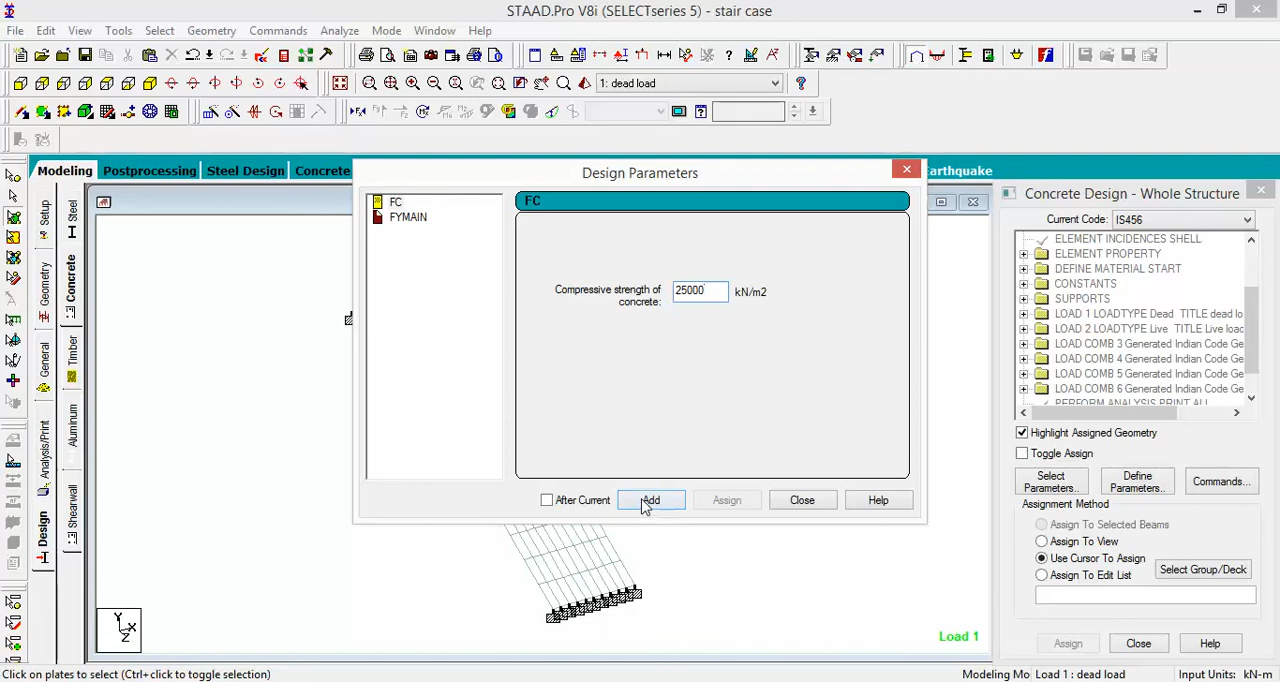 STAAD.Pro V8i (SELECTseries 5) - stair case
File Edit View Tools Select Geometry Commands Analyze Mode Window Help
1: dead load
Modeling Postprocessing Steel Design Concrete Earthquake
Design Parameters
FC
FYMAIN
FC
Compressive strength of
concrete:
25000
kN/m2
After Current
Add
Assign
Close
Help
Setup
Geometry
General
Analysis/Print
Design
Steel
Concrete
Timber
Aluminum
Shearwall
Concrete Design - Whole Structure
Current Code: IS456
ELEMENT INCIDENCES SHELL
ELEMENT PROPERTY
DEFINE MATERIAL START
CONSTANTS
SUPPORTS
LOAD 1 LOADTYPE Dead TITLE dead lo
LOAD 2 LOADTYPE Live TITLE Live load
LOAD COMB 3 Generated Indian Code Ge
LOAD COMB 4 Generated Indian Code Ge
LOAD COMB 5 Generated Indian Code Ge
LOAD COMB 6 Generated Indian Code Ge
PERFORM ANALYSIS PRINT ALL
Highlight Assigned Geometry
Toggle Assign
Select
Parameters..
Define
Parameters..
Commands...
Assignment Method
Assign To Selected Beams
Assign To View
Use Cursor To Assign
Select Group/Deck
Assign To Edit List
Assign
Close
Help
Y
X
Z
Load 1
Click on plates to select (Ctrl+click to toggle selection)
Modeling Mo
Load 1 : dead load
Input Units: kN-m